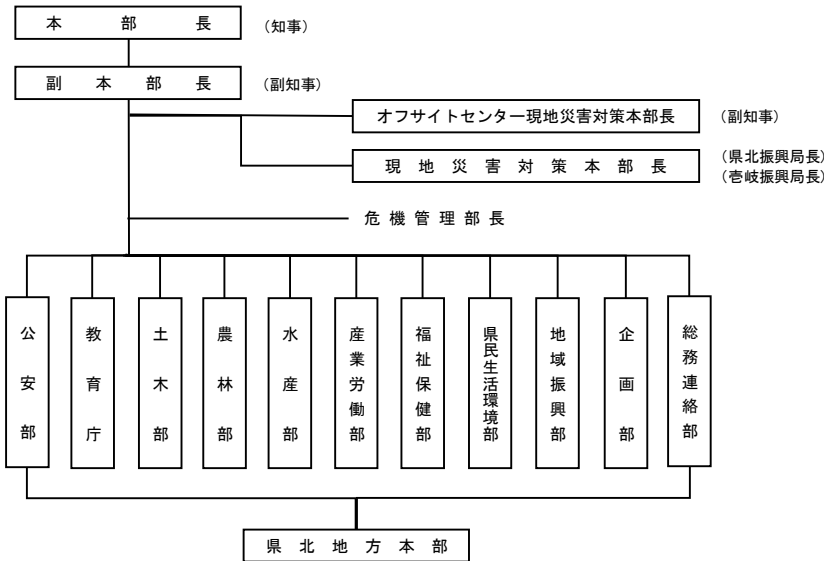 本部長 （知事）
副本部長 （副知事）
オフサイトセンター現地災害対策本部長 （副知事）
現地災害対策本部長 （県北振興局長）
（壱岐振興局長）
危機管理部長
公安部
教育庁
土木部
農林部
水産部
産業労働部
福祉保健部
県民生活環境部
地域振興部
企画部
総務連絡部
県北地方本部